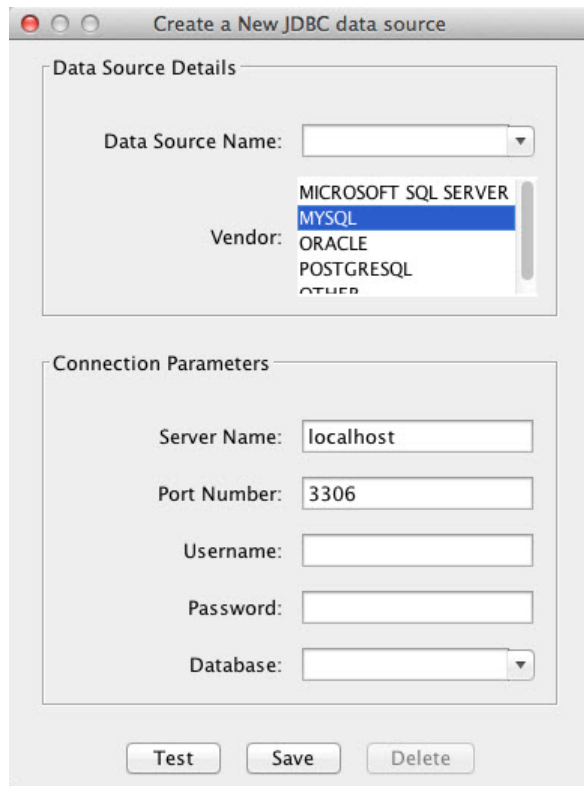 Create a New JDBC data source
Data Source Details
Data Source Name:
Vendor:
MICROSOFT SQL SERVER
MYSQL
ORACLE
POSTGRESQL
OTHER
Connection Parameters
Server Name: localhost
Port Number: 3306
Username:
Password:
Database:
Test Save Delete